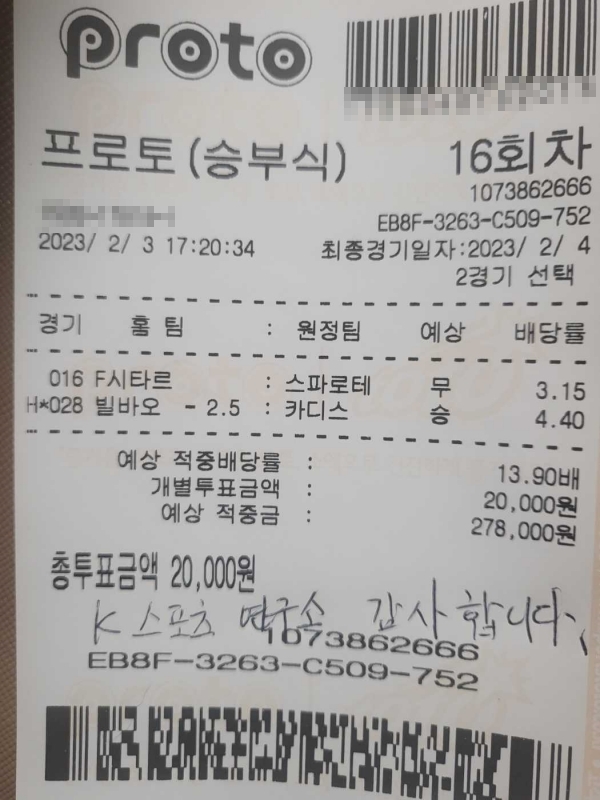 proto
프로토(승부식) 16회차
1073862666
EB8F-3263-C509-752
2023/ 2/ 3 17:20:34 최종경기일자:2023/ 2/ 4
2경기 선택
경기 홈 팀 : 원정팀 예상 배당률
016 F시타르 : 스파로테 무 3.15
H*028 빌바오 - 2.5 : 카디스 승 4.40
예상 적중배당률 : 13.90배
개별투표금액 : 20,000원
예상 적중금 : 278,000원
총투표금액 20,000원
K 스포츠 연구소 감사합니다.
1073862666
EB8F-3263-C509-752